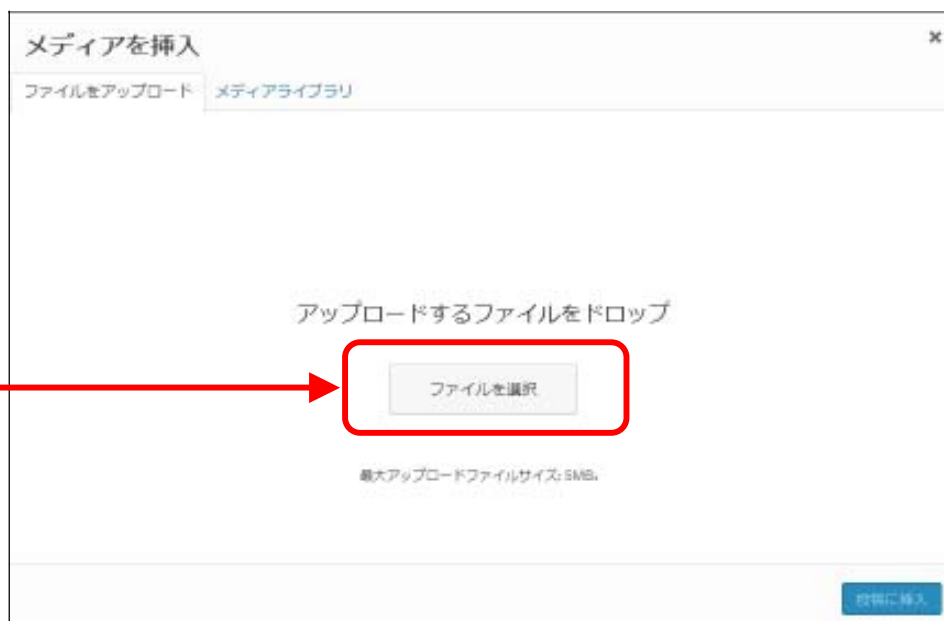 メディアを挿入
ファイルをアップロード メディアライブラリ
アップロードするファイルをドロップ
ファイルを選択
最大アップロードファイルサイズ: 5MB。
投稿に挿入